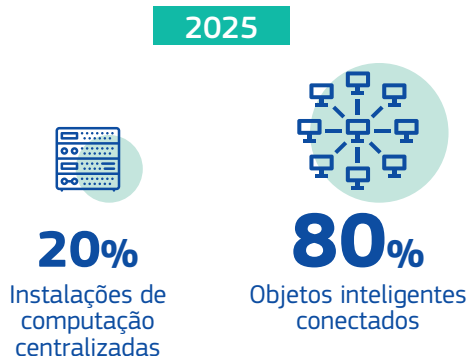 2025
20%
Instalações de
computação
centralizadas
80%
Objetos inteligentes
conectados